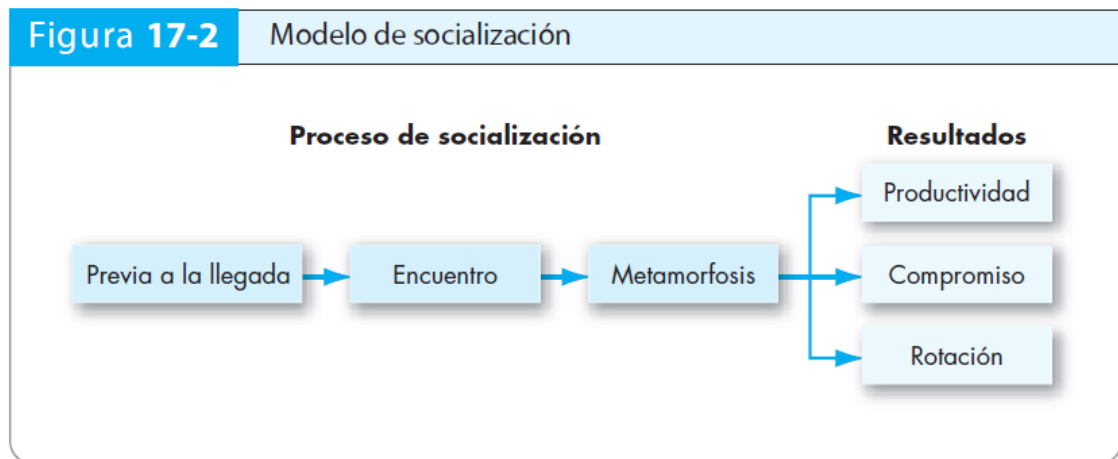 Figura 17-2 Modelo de socialización
Proceso de socialización Resultados
Productividad
Previa a la llegada Encuentro Metamorfosis Compromiso
Rotación